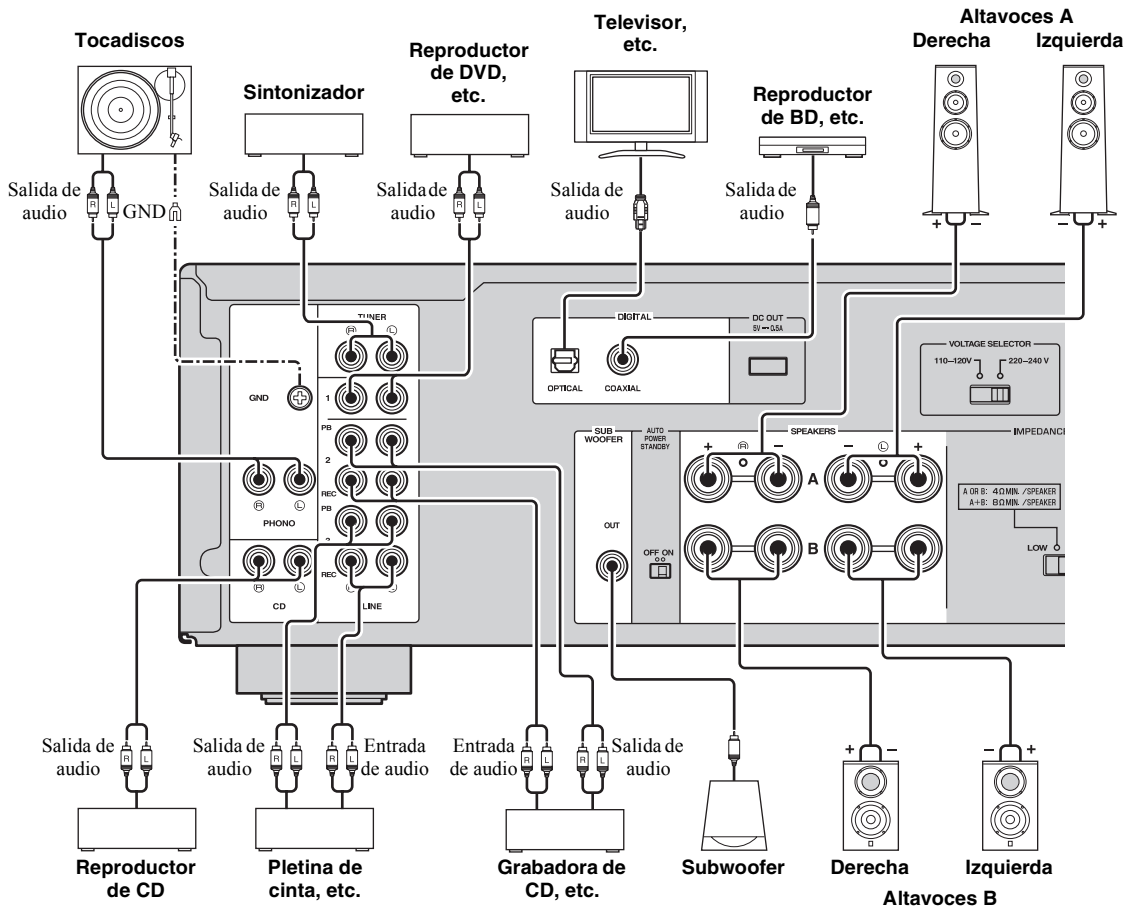 Tocadiscos
Sintonizador
Reproductor
de DVD,
etc.
Televisor,
etc.
Reproductor
de BD, etc.
Altavoces A
Derecha
Izquierda
Salida de
audio
R
L
GND
Salida de
audio
R
L
Salida de
audio
R
L
Salida de
audio
Salida de
audio
+
−
−
+
TUNER
R
L
GND
1
PB
2
REC
PB
3
REC
R
L
PHONO
R
L
CD
LINE
DIGITAL
OPTICAL
COAXIAL
DC OUT
5V 0.5A
VOLTAGE SELECTOR
110–120V
220–240 V
SUB
WOOFER
OUT
AUTO
POWER
STANDBY
OFF ON
SPEAKERS
+
R
−
−
L
+
A
B
IMPEDANCE
A OR B: 4ΩMIN. /SPEAKER
A+B: 8ΩMIN. /SPEAKER
LOW
Salida de
audio
R
L
Salida de
audio
R
L
R
L
Entrada
de audio
Entrada
de audio
R
L
R
L
Salida de
audio
+
−
−
+
Reproductor
de CD
Pletina de
cinta, etc.
Grabadora de
CD, etc.
Subwoofer
Derecha
Izquierda
Altavoces B